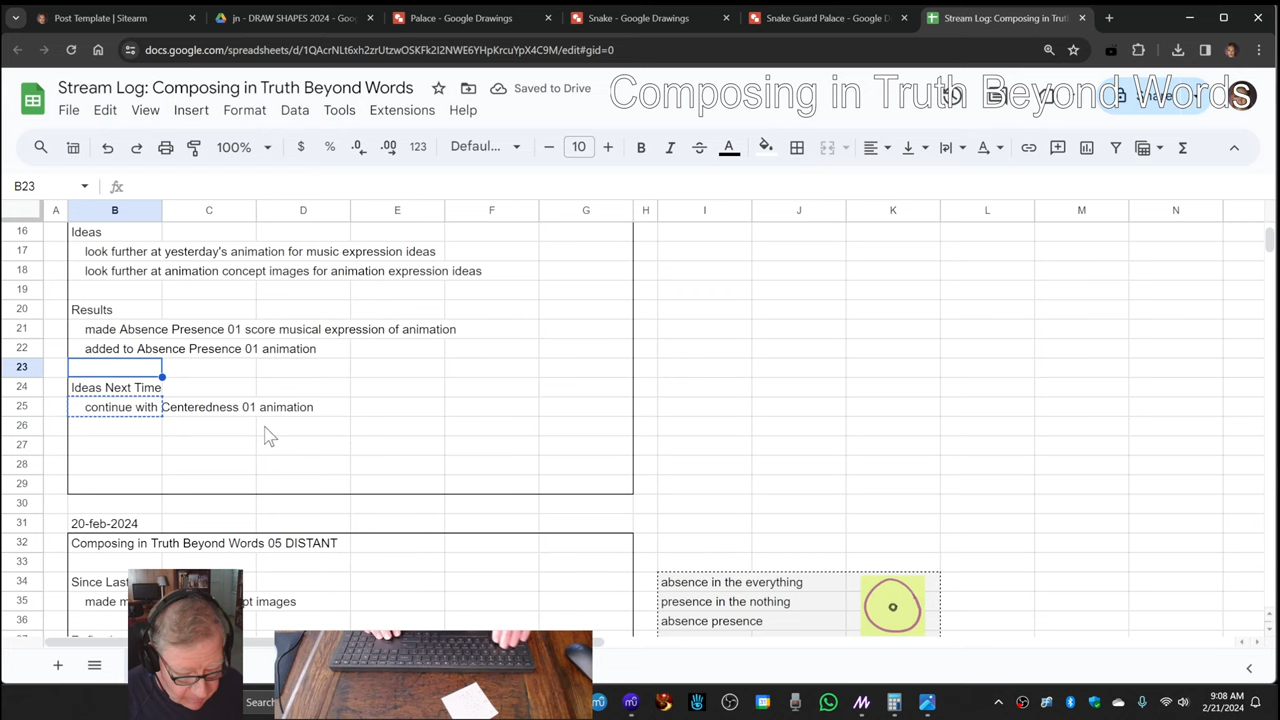 Post Template | Sitearm
jn - DRAW SHAPES 2024 - Goo
Palace - Google Drawings
Snake - Google Drawings
Snake Guard Palace - Google D
Stream Log: Composing in Trut
docs.google.com/spreadsheets/d/1QAcrNLt6xh2zrUtzwOSKFk2I2NWE6YHpKrcuYpX4C9M/edit#gid=0
Stream Log: Composing in Truth Beyond Words
Saved to Drive
Composing in Truth Beyond Words
File Edit View Insert Format Data Tools Extensions Help
Share
100% $ % .0 .00 123 Defaul... 10 B I A
B23 fx
A B C D E F G H I J K L M N
16 Ideas
17 look further at yesterday's animation for music expression ideas
18 look further at animation concept images for animation expression ideas
19
20 Results
21 made Absence Presence 01 score musical expression of animation
22 added to Absence Presence 01 animation
23
24 Ideas Next Time
25 continue with Centeredness 01 animation
26
27
28
29
30
31 20-feb-2024
32 Composing in Truth Beyond Words 05 DISTANT
33
34 Since Last absence in the everything
35 made m pt images presence in the nothing
36 absence presence
Search
9:08 AM
2/21/2024